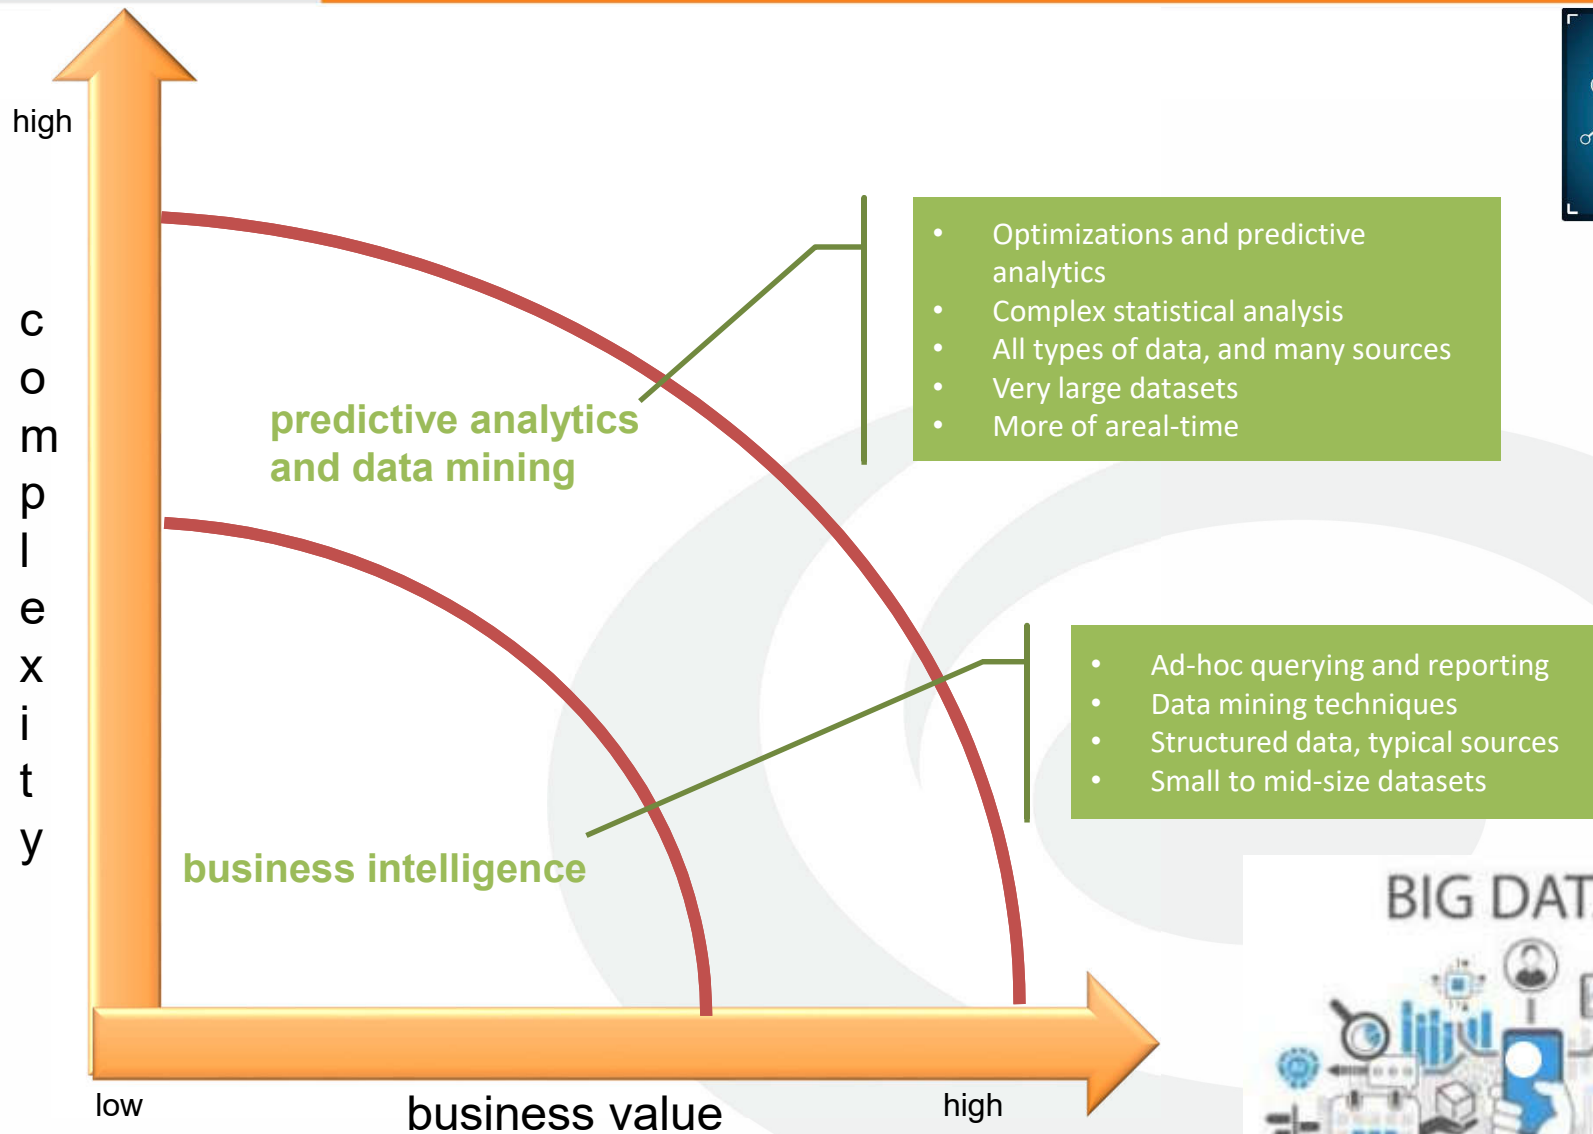 high
complexity
• Optimizations and predictive
analytics
• Complex statistical analysis
• All types of data, and many sources
• Very large datasets
• More of areal-time
predictive analytics
and data mining
• Ad-hoc querying and reporting
• Data mining techniques
• Structured data, typical sources
• Small to mid-size datasets
business intelligence
BIG DAT
low
business value
high